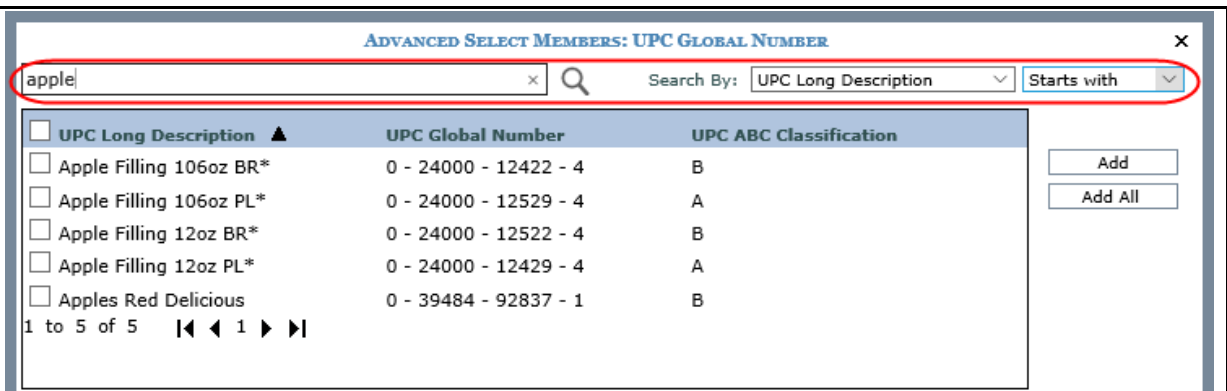 ADVANCED SELECT MEMBERS: UPC GLOBAL NUMBER
apple Search By: UPC Long Description Starts with
UPC Long Description UPC Global Number UPC ABC Classification
Apple Filling 106oz BR* 0 - 24000 - 12422 - 4 B Add
Apple Filling 106oz PL* 0 - 24000 - 12529 - 4 A Add All
Apple Filling 12oz BR* 0 - 24000 - 12522 - 4 B
Apple Filling 12oz PL* 0 - 24000 - 12429 - 4 A
Apples Red Delicious 0 - 39484 - 92837 - 1 B
1 to 5 of 5 1